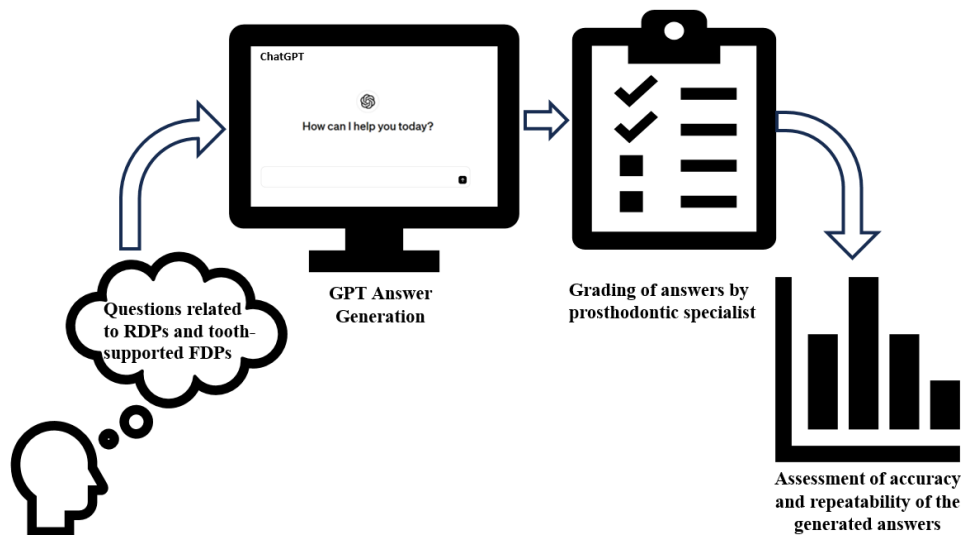 Questions related
to RDPs and tooth-
supported FDPs
ChatGPT
How can I help you today?
GPT Answer
Generation
Grading of answers by
prosthodontic specialist
Assessment of accuracy
and repeatability of the
generated answers